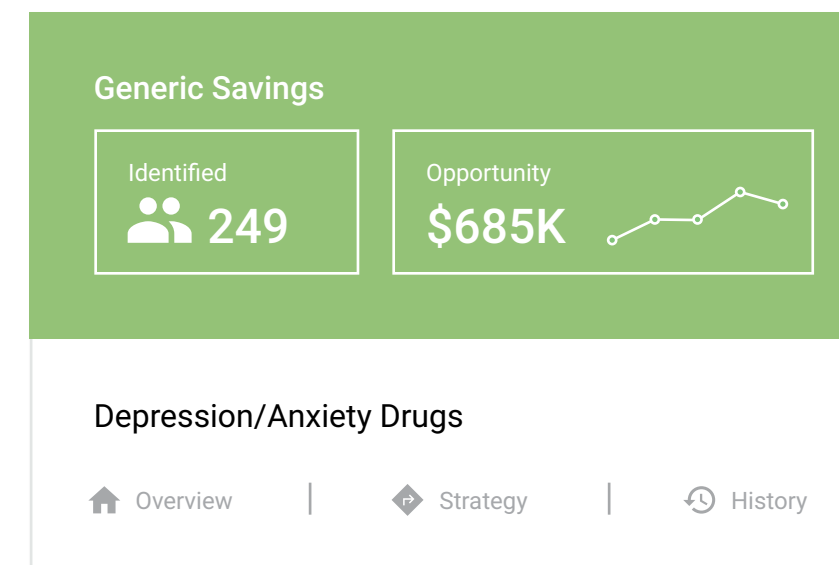 Generic Savings
Identified
249
Opportunity
$685K
Depression/Anxiety Drugs
Overview | Strategy | History